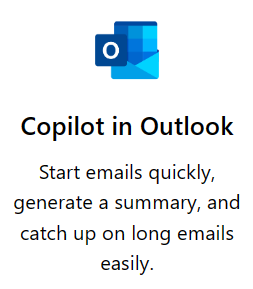 O
Copilot in Outlook
Start emails quickly,
generate a summary, and
catch up on long emails
easily.